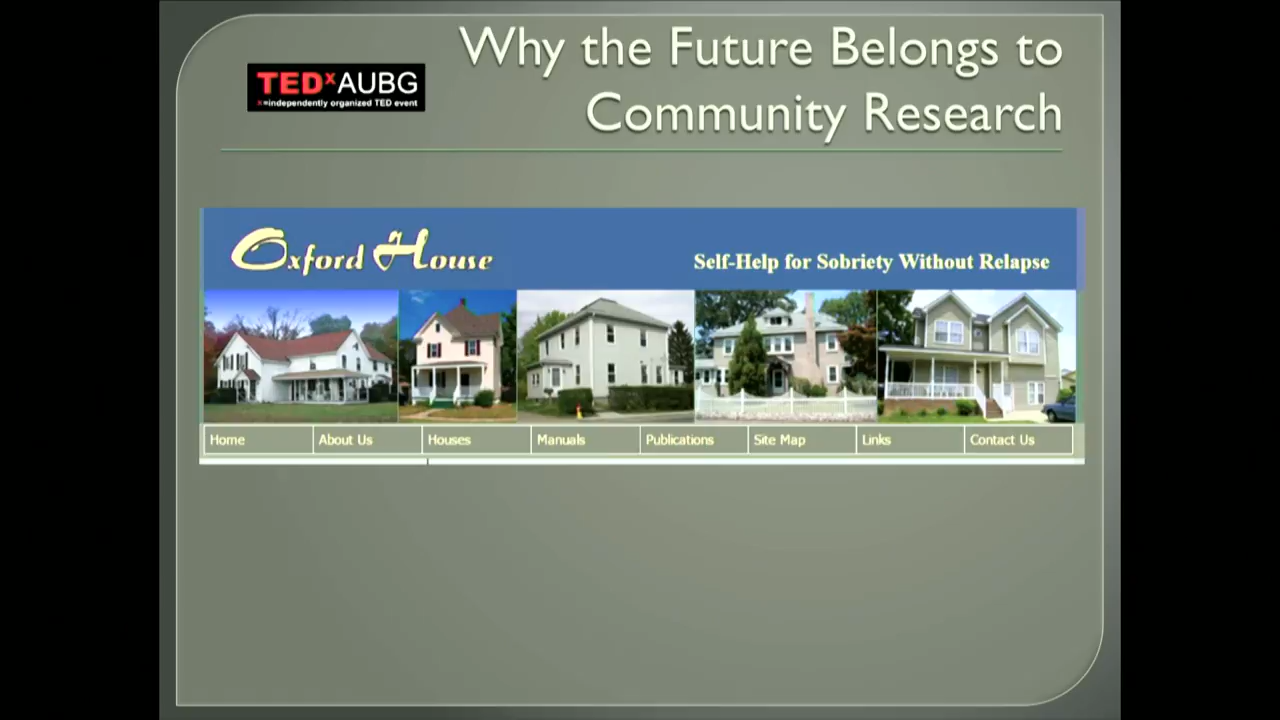 Why the Future Belongs to
Community Research
TEDxAUBG
x=independently organized TED event
Oxford House
Self-Help for Sobriety Without Relapse
Home About Us Houses Manuals Publications Site Map Links Contact Us